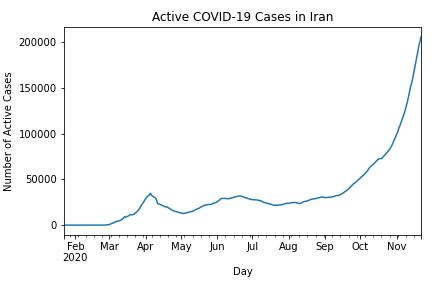 Active COVID-19 Cases in Iran
Number of Active Cases
200000
150000
100000
50000
0
Feb Mar Apr May Jun Jul Aug Sep Oct Nov
2020
Day